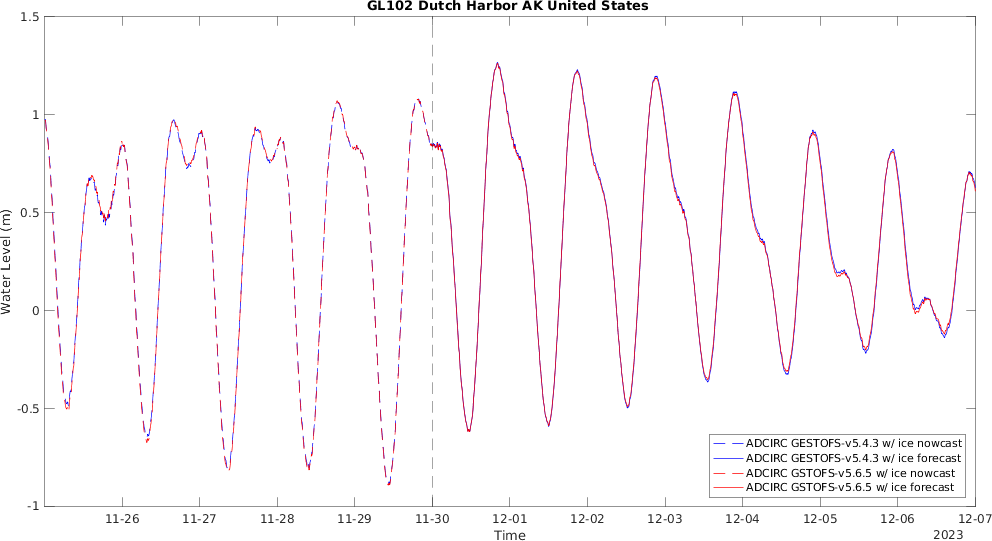 GL102 Dutch Harbor AK United States
1.5
1
0.5
0
-0.5
-1
Water Level (m)
ADCIRC GESTOFS-v5.4.3 w/ ice nowcast
ADCIRC GESTOFS-v5.4.3 w/ ice forecast
ADCIRC GSTOFS-v5.6.5 w/ ice nowcast
ADCIRC GSTOFS-v5.6.5 w/ ice forecast
11-26 11-27 11-28 11-29 11-30 12-01 12-02 12-03 12-04 12-05 12-06 12-07
Time
2023